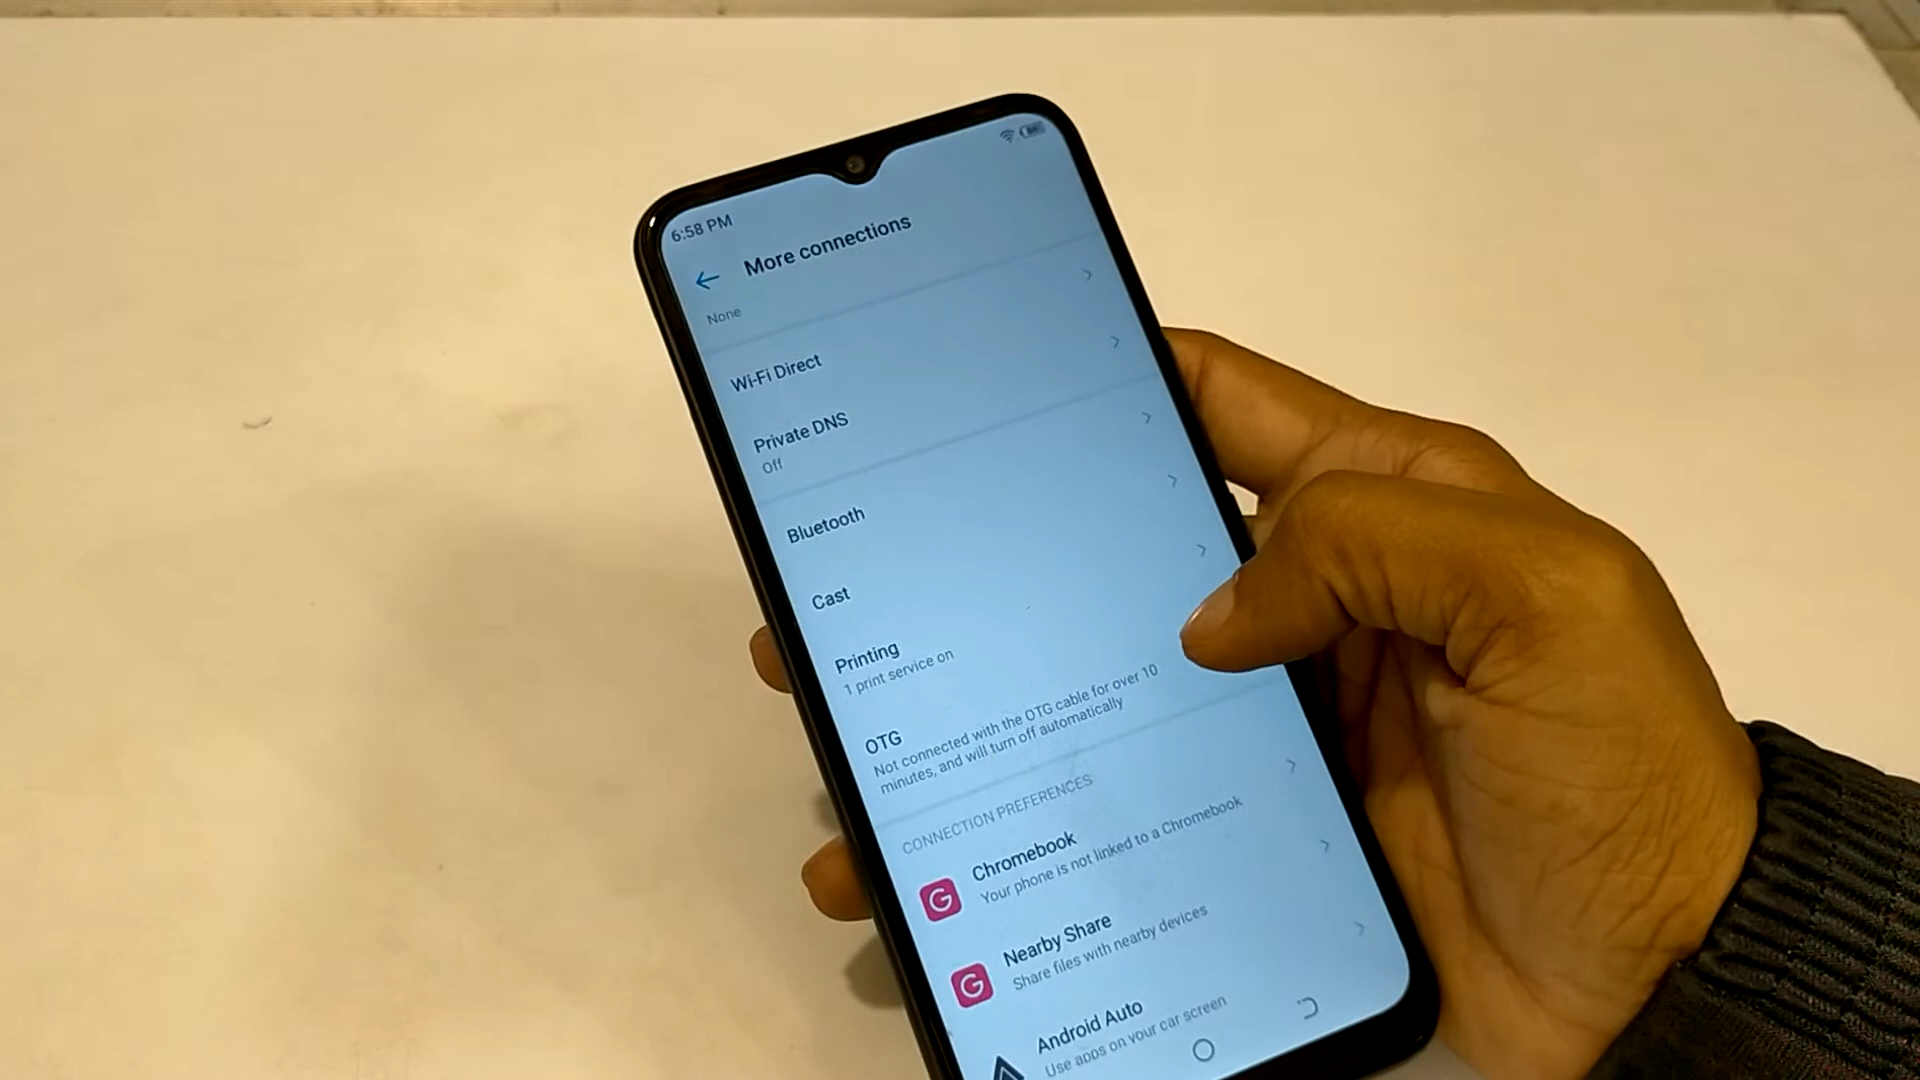 6:58 PM
More connections
None
Wi-Fi Direct
Private DNS
Off
Bluetooth
Cast
Printing
1 print service on
OTG
Not connected with the OTG cable for over 10
minutes, and will turn off automatically
CONNECTION PREFERENCES
Chromebook
Your phone is not linked to a Chromebook
Nearby Share
Share files with nearby devices
Android Auto
Use apps on your car screen